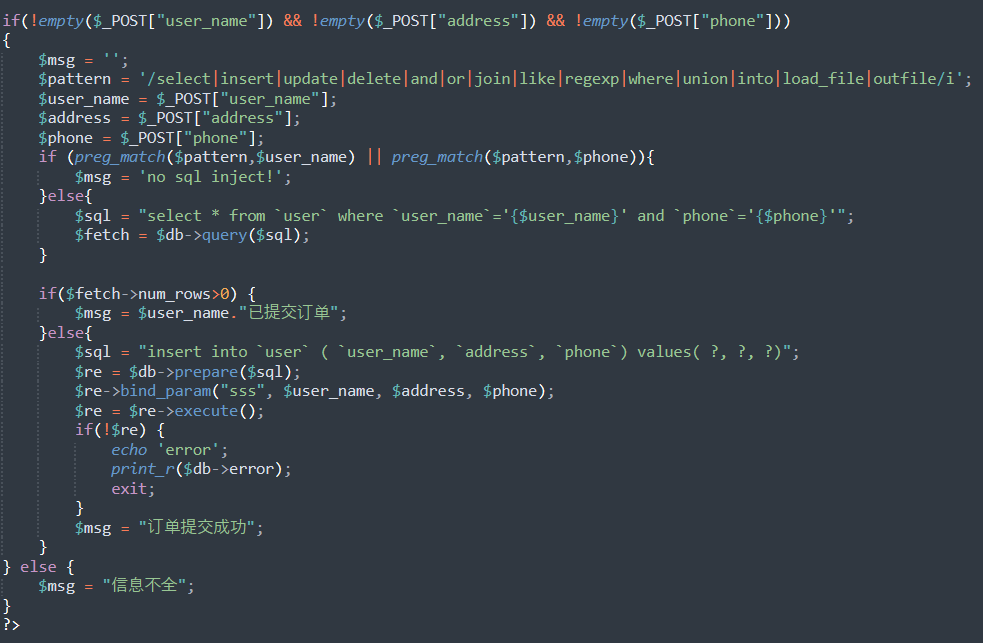 if(!empty($_POST["user_name"]) && !empty($_POST["address"]) && !empty($_POST["phone"]))
{
    $msg = '';
    $pattern = '/select|insert|update|delete|and|or|join|like|regexp|where|union|into|load_file|outfile/i';
    $user_name = $_POST["user_name"];
    $address = $_POST["address"];
    $phone = $_POST["phone"];
    if (preg_match($pattern,$user_name) || preg_match($pattern,$phone)){
        $msg = 'no sql inject!';
    }else{
        $sql = "select * from `user` where `user_name`='{$user_name}' and `phone`='{$phone}'";
        $fetch = $db->query($sql);
    }

    if($fetch->num_rows>0) {
        $msg = $user_name."已提交订单";
    }else{
        $sql = "insert into `user` ( `user_name`, `address`, `phone`) values( ?, ?, ?)";
        $re = $db->prepare($sql);
        $re->bind_param("sss", $user_name, $address, $phone);
        $re = $re->execute();
        if(!$re) {
            echo 'error';
            print_r($db->error);
            exit;
        }
        $msg = "订单提交成功";
    }
} else {
    $msg = "信息不全";
}
?>